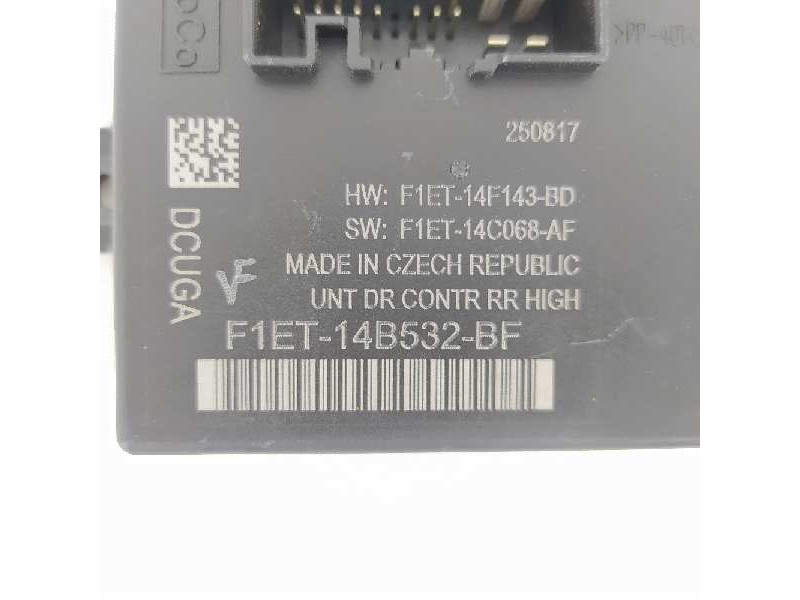 oCo
250817
HW: F1ET-14F143-BD
SW: F1ET-14C068-AF
MADE IN CZECH REPUBLIC
UNT DR CONTR RR HIGH
F1ET-14B532-BF
DCUGA
VF